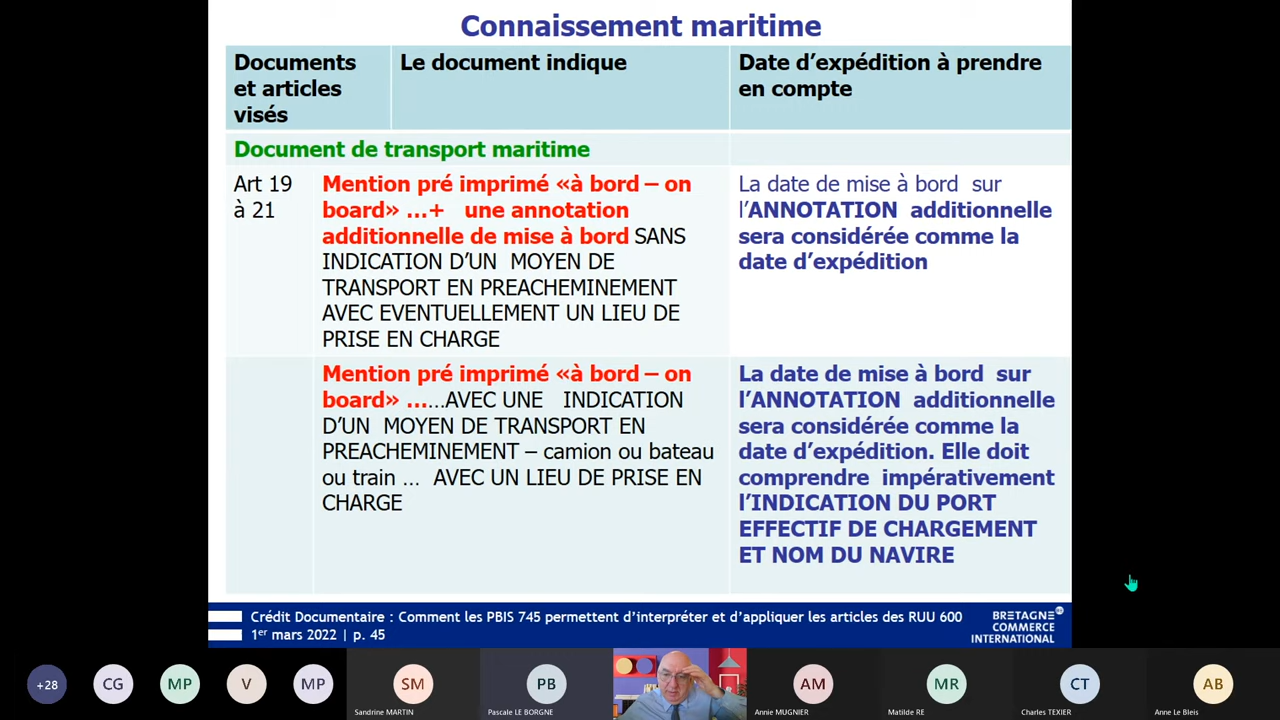 Connaissement maritime
Documents
et articles
visés
Le document indique
Date d’expédition à prendre
en compte
Document de transport maritime
Art 19
à 21
Mention pré imprimé «à bord – on
board» …+ une annotation
additionnelle de mise à bord SANS
INDICATION D’UN MOYEN DE
TRANSPORT EN PREACHEMINEMENT
AVEC EVENTUELLEMENT UN LIEU DE
PRISE EN CHARGE
La date de mise à bord sur
l’ANNOTATION additionnelle
sera considérée comme la
date d’expédition
Mention pré imprimé «à bord – on
board» ……AVEC UNE INDICATION
D’UN MOYEN DE TRANSPORT EN
PREACHEMINEMENT – camion ou bateau
ou train … AVEC UN LIEU DE PRISE EN
CHARGE
La date de mise à bord sur
l’ANNOTATION additionnelle
sera considérée comme la
date d’expédition. Elle doit
comprendre impérativement
l’INDICATION DU PORT
EFFECTIF DE CHARGEMENT
ET NOM DU NAVIRE
Crédit Documentaire : Comment les PBIS 745 permettent d’interpréter et d’appliquer les articles des RUU 600
1er mars 2022 | p. 45
BRETAGNE
COMMERCE
INTERNATIONAL
+28
CG
MP
V
MP
SM
Sandrine MARTIN
PB
Pascale LE BORGNE
AM
Annie MUGNIER
MR
Matilde RE
CT
Charles TEXIER
AB
Anne Le Bleis